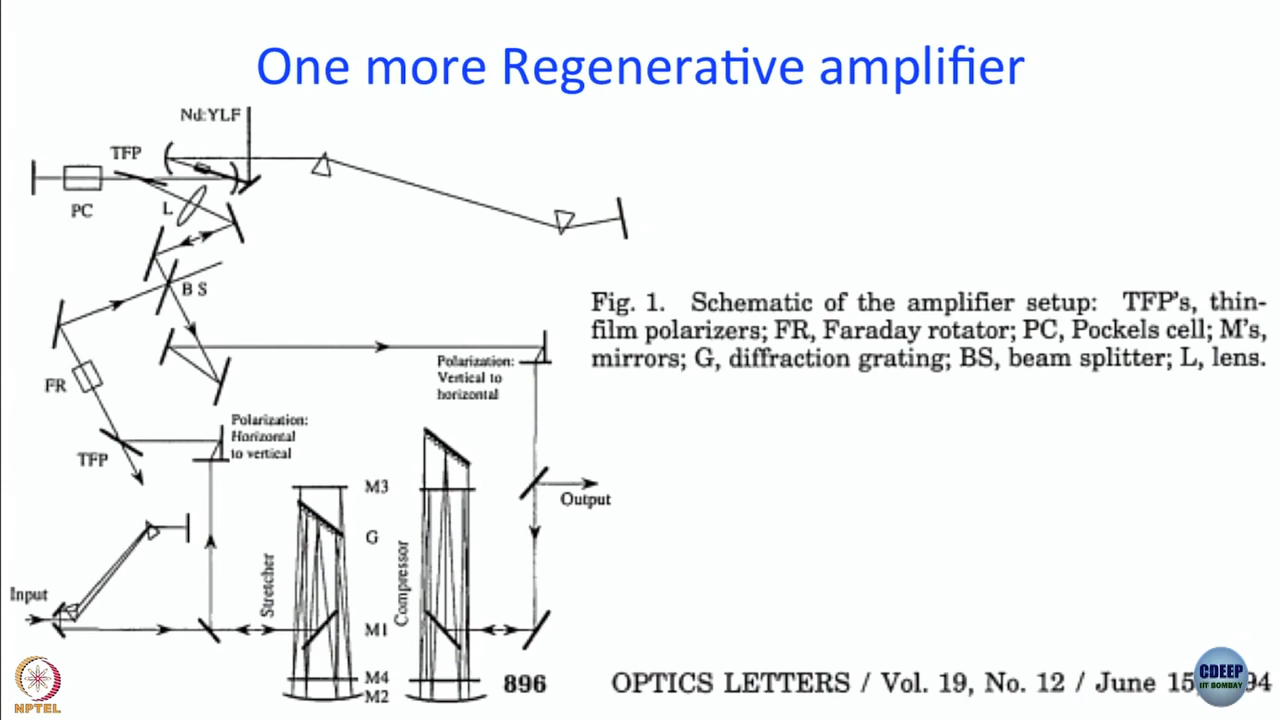 One more Regenerative amplifier
Nd:YLF
TFP
PC
L
BS
FR
TFP
Polarization:
Horizontal
to vertical
Polarization:
Vertical to
horizontal
Fig. 1. Schematic of the amplifier setup: TFP's, thin-
film polarizers; FR, Faraday rotator; PC, Pockels cell; M's,
mirrors; G, diffraction grating; BS, beam splitter; L, lens.
Output
Input
Stretcher
Compressor
M3
G
M1
M4
M2
896
OPTICS LETTERS / Vol. 19, No. 12 / June 15
94
NPTEL
CDEEP
IIT BOMBAY